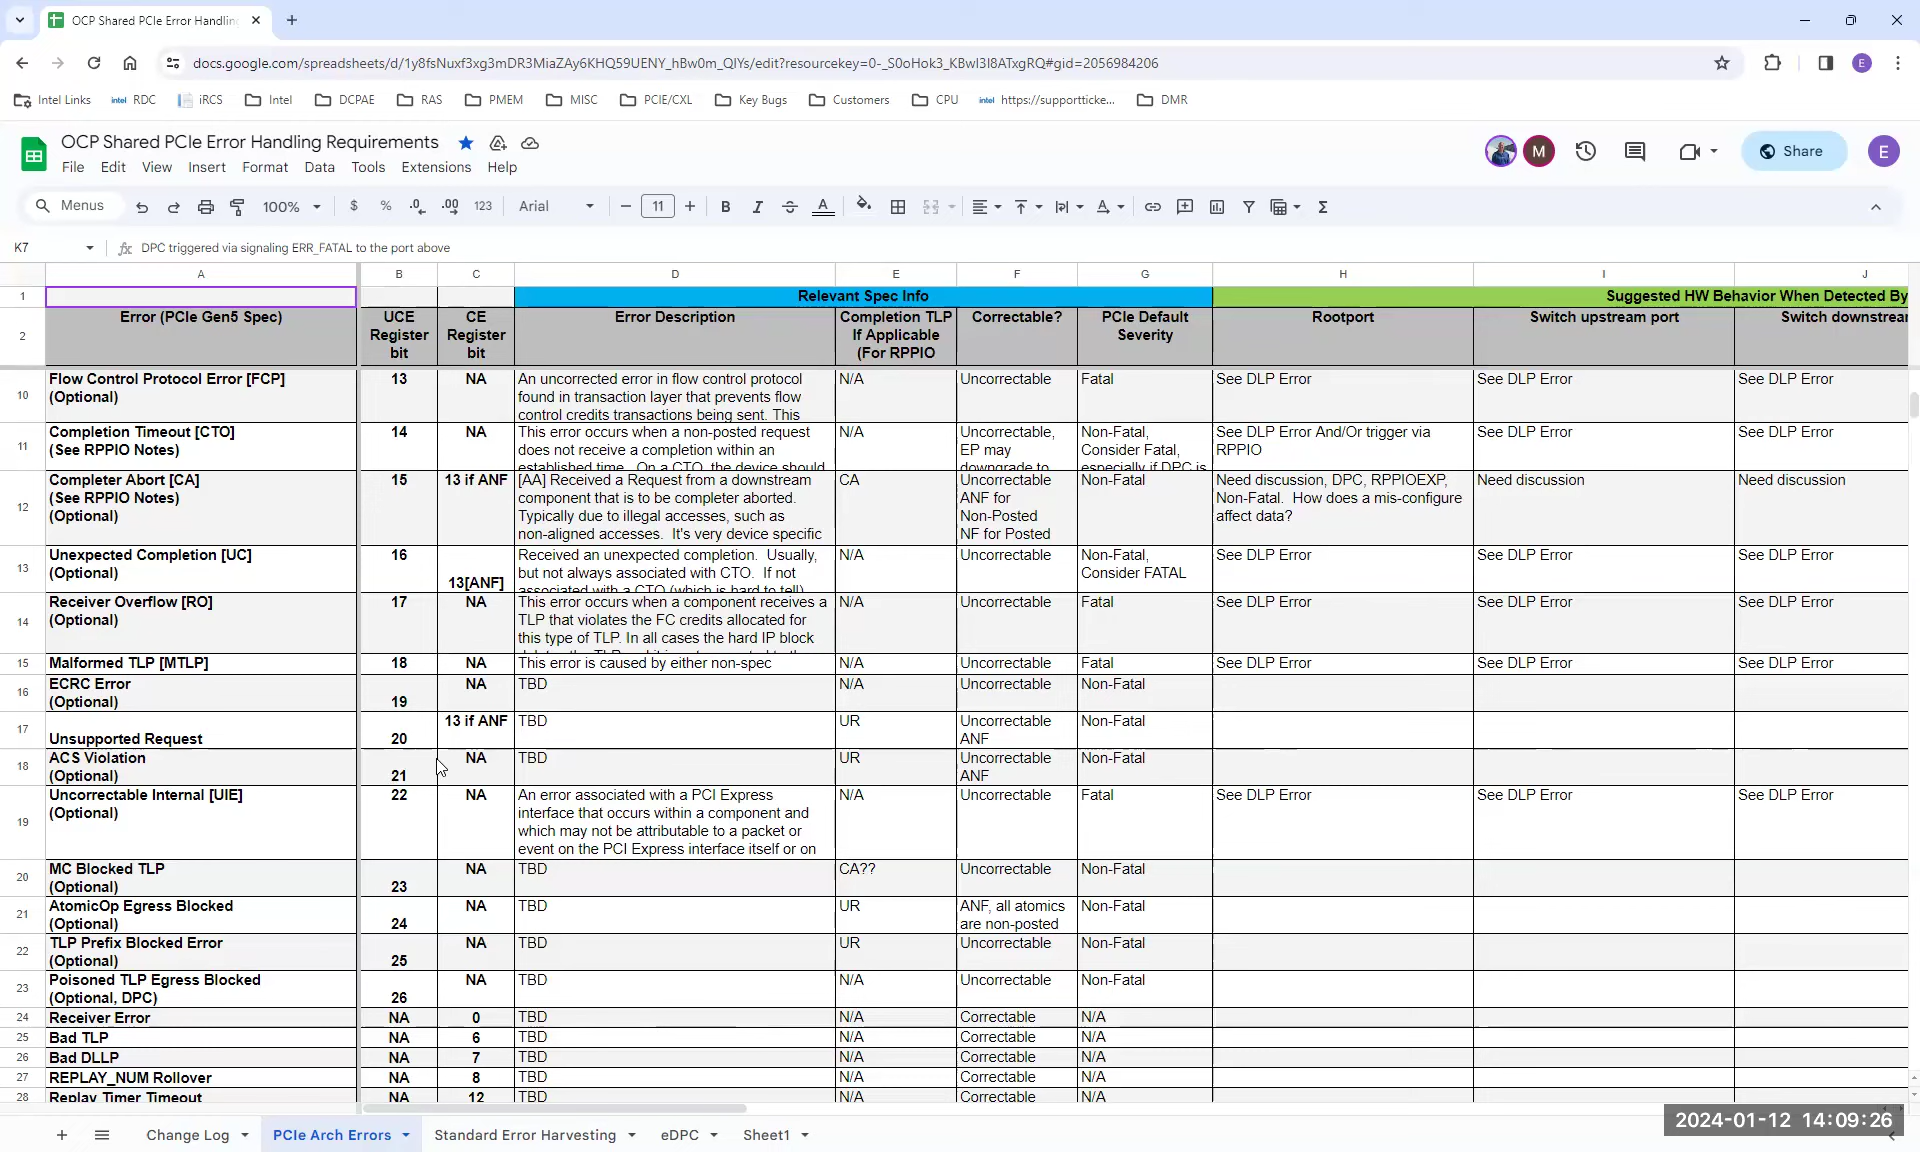 OCP Shared PCIe Error Handling
docs.google.com/spreadsheets/d/1y8fsNuxf3xg3mDR3MiaZAy6KHQ59UENY_hBw0m_QIYs/edit?resourcekey=0-_S0oHok3_KBwI3I8ATxgRQ#gid=2056984206
E
Intel Links intel RDC iRCS Intel DCPAE RAS PMEM MISC PCIE/CXL Key Bugs Customers CPU intel https://supportticke... DMR
OCP Shared PCIe Error Handling Requirements
File Edit View Insert Format Data Tools Extensions Help
M Share E
Menus 100% $ % .0 .00 123 Arial 11 B I A
K7 fx DPC triggered via signaling ERR_FATAL to the port above
A B C D E F G H I J
1 Relevant Spec Info Suggested HW Behavior When Detected By
2 Error (PCIe Gen5 Spec) UCE Register bit CE Register bit Error Description Completion TLP If Applicable (For RPPIO Correctable? PCIe Default Severity Rootport Switch upstream port Switch downstrear
10 Flow Control Protocol Error [FCP] (Optional) 13 NA An uncorrected error in flow control protocol found in transaction layer that prevents flow control credits transactions being sent. This N/A Uncorrectable Fatal See DLP Error See DLP Error See DLP Error
11 Completion Timeout [CTO] (See RPPIO Notes) 14 NA This error occurs when a non-posted request does not receive a completion within an established time. On a CTO, the device should N/A Uncorrectable, EP may downgrade to Non-Fatal, Consider Fatal, especially if DPC is See DLP Error And/Or trigger via RPPIO See DLP Error See DLP Error
12 Completer Abort [CA] (See RPPIO Notes) (Optional) 15 13 if ANF [AA] Received a Request from a downstream component that is to be completer aborted. Typically due to illegal accesses, such as non-aligned accesses. It's very device specific CA Uncorrectable ANF for Non-Posted NF for Posted Non-Fatal Need discussion, DPC, RPPIOEXP, Non-Fatal. How does a mis-configure affect data? Need discussion Need discussion
13 Unexpected Completion [UC] (Optional) 16 13[ANF] Received an unexpected completion. Usually, but not always associated with CTO. If not associated with a CTO (which is hard to tell) N/A Uncorrectable Non-Fatal, Consider FATAL See DLP Error See DLP Error See DLP Error
14 Receiver Overflow [RO] (Optional) 17 NA This error occurs when a component receives a TLP that violates the FC credits allocated for this type of TLP. In all cases the hard IP block N/A Uncorrectable Fatal See DLP Error See DLP Error See DLP Error
15 Malformed TLP [MTLP] 18 NA This error is caused by either non-spec N/A Uncorrectable Fatal See DLP Error See DLP Error See DLP Error
16 ECRC Error (Optional) 19 NA TBD N/A Uncorrectable Non-Fatal
17 Unsupported Request 20 13 if ANF TBD UR Uncorrectable ANF Non-Fatal
18 ACS Violation (Optional) 21 NA TBD UR Uncorrectable ANF Non-Fatal
19 Uncorrectable Internal [UIE] (Optional) 22 NA An error associated with a PCI Express interface that occurs within a component and which may not be attributable to a packet or event on the PCI Express interface itself or on N/A Uncorrectable Fatal See DLP Error See DLP Error See DLP Error
20 MC Blocked TLP (Optional) 23 NA TBD CA?? Uncorrectable Non-Fatal
21 AtomicOp Egress Blocked (Optional) 24 NA TBD UR ANF, all atomics are non-posted Non-Fatal
22 TLP Prefix Blocked Error (Optional) 25 NA TBD UR Uncorrectable Non-Fatal
23 Poisoned TLP Egress Blocked (Optional, DPC) 26 NA TBD N/A Uncorrectable Non-Fatal
24 Receiver Error NA 0 TBD N/A Correctable N/A
25 Bad TLP NA 6 TBD N/A Correctable N/A
26 Bad DLLP NA 7 TBD N/A Correctable N/A
27 REPLAY_NUM Rollover NA 8 TBD N/A Correctable N/A
28 Replay Timer Timeout NA 12 TBD N/A Correctable N/A
Change Log PCIe Arch Errors Standard Error Harvesting eDPC Sheet1
2024-01-12 14:09:26